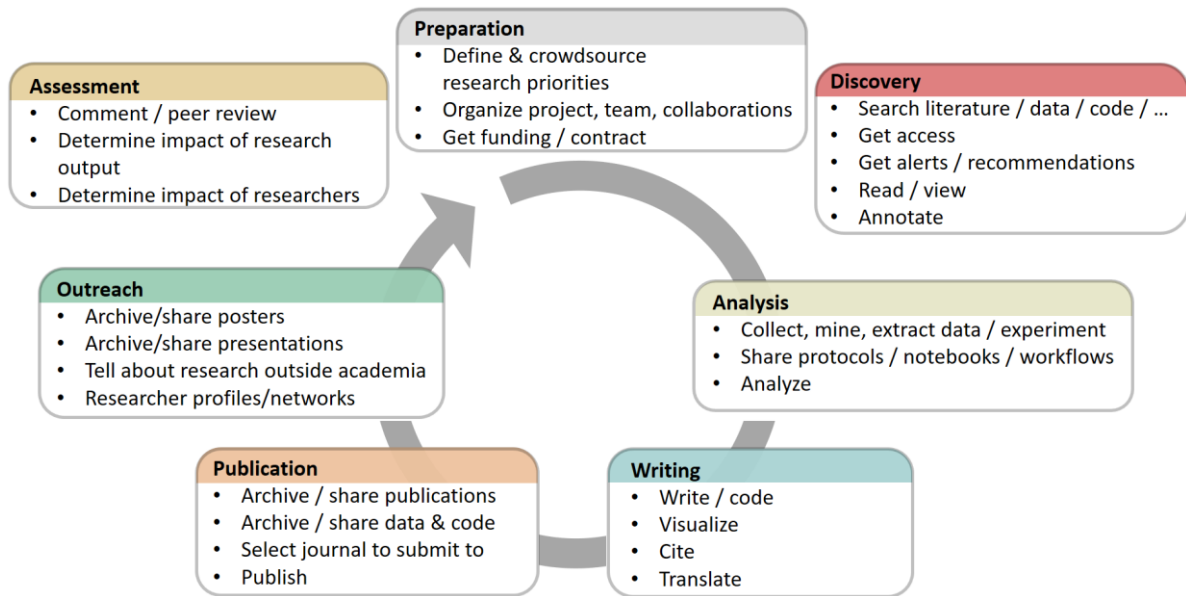 Preparation
• Define & crowdsource
research priorities
• Organize project, team, collaborations
• Get funding / contract
Discovery
• Search literature / data / code / ...
• Get access
• Get alerts / recommendations
• Read / view
• Annotate
Analysis
• Collect, mine, extract data / experiment
• Share protocols / notebooks / workflows
• Analyze
Writing
• Write / code
• Visualize
• Cite
• Translate
Publication
• Archive / share publications
• Archive / share data & code
• Select journal to submit to
• Publish
Outreach
• Archive/share posters
• Archive/share presentations
• Tell about research outside academia
• Researcher profiles/networks
Assessment
• Comment / peer review
• Determine impact of research
output
• Determine impact of researchers